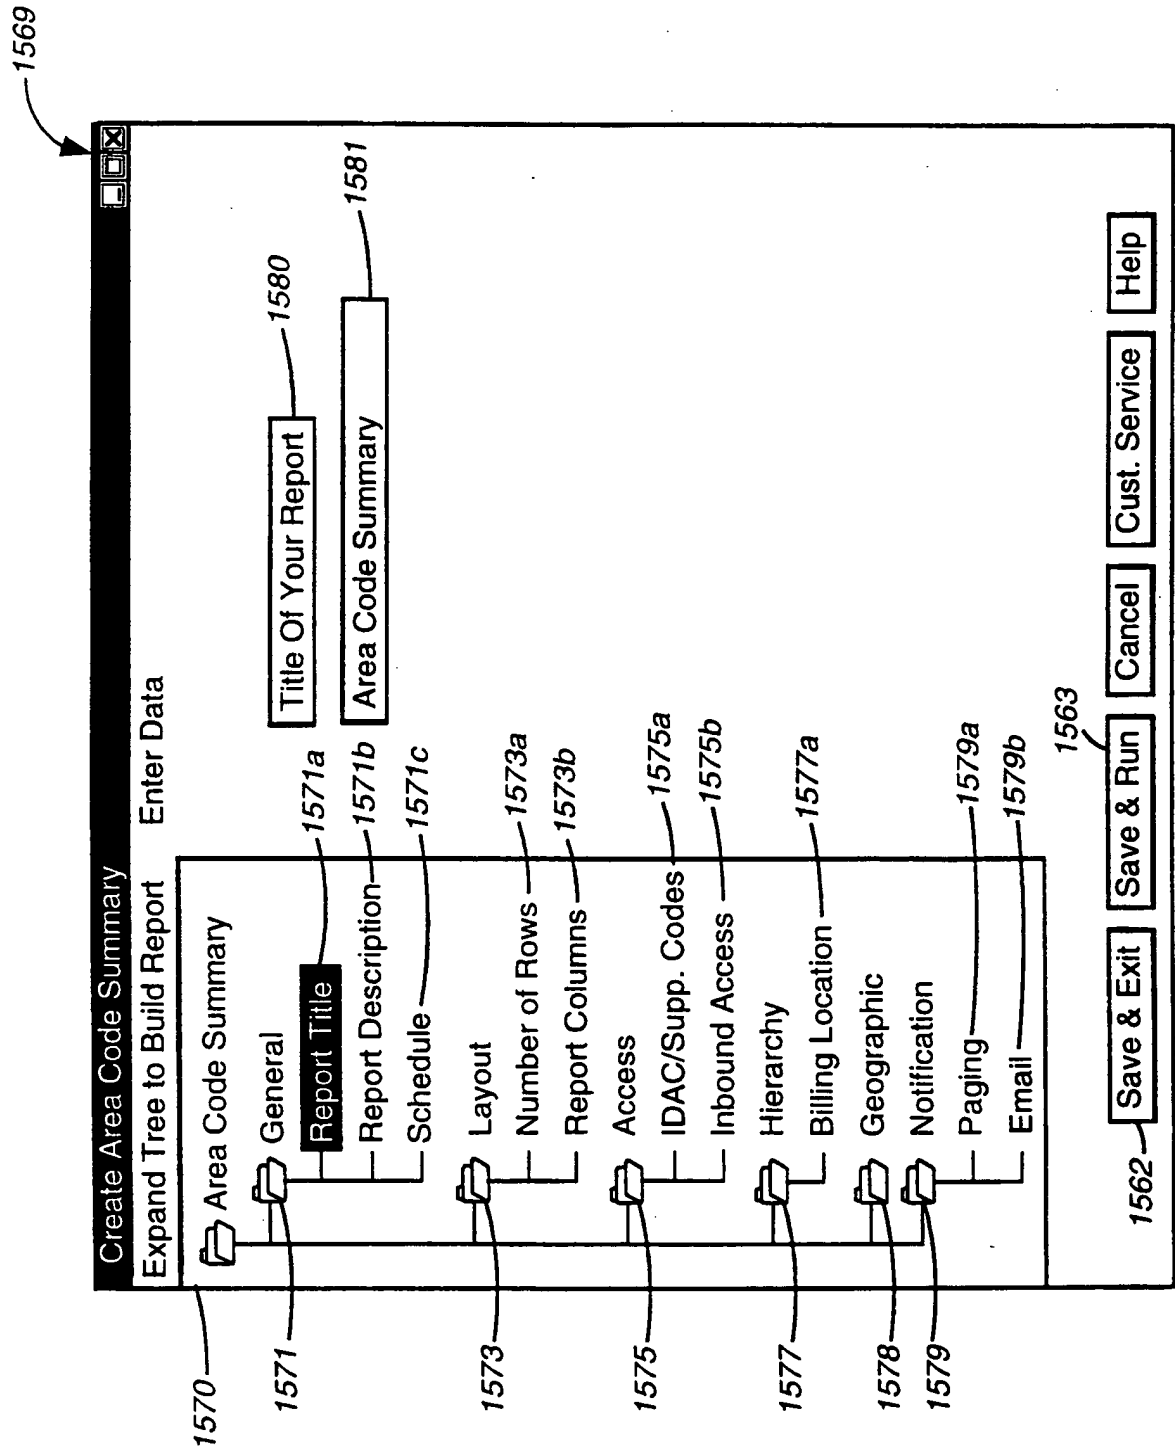 1569
Create Area Code Summary
Expand Tree to Build Report
Enter Data
1570
Area Code Summary
1571
General
Report Title
1571a
Report Description
1571b
Schedule
1571c
Title Of Your Report
1580
Area Code Summary
1581
1573
Layout
Number of Rows
1573a
Report Columns
1573b
1575
Access
IDAC/Supp. Codes
1575a
Inbound Access
1575b
1577
Hierarchy
Billing Location
1577a
1578
Geographic
1579
Notification
Paging
1579a
Email
1579b
1562
Save & Exit
1563
Save & Run
Cancel
Cust. Service
Help